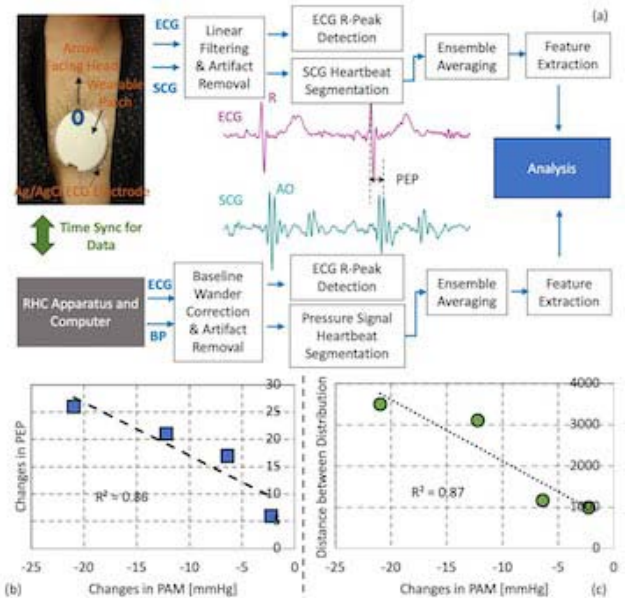 (a)
Arrow
Facing Head
Wearable
Patch
Ag/AgCl ECG Electrode
ECG
SCG
Linear
Filtering
& Artifact
Removal
ECG R-Peak
Detection
SCG Heartbeat
Segmentation
Ensemble
Averaging
Feature
Extraction
R
ECG
PEP
SCG
AO
Analysis
Time Sync for
Data
RHC Apparatus and
Computer
ECG
BP
Baseline
Wander
Correction
& Artifact
Removal
ECG R-Peak
Detection
Pressure Signal
Heartbeat
Segmentation
Ensemble
Averaging
Feature
Extraction
Changes in PEP
30
25
20
15
10
5
0
R² = 0.86
-25
-20
-15
-10
-5
0
(b)
Changes in PAM [mmHg]
Distance between Distribution
4000
3000
2000
1000
0
R² = 0.87
-25
-20
-15
-10
-5
0
Changes in PAM [mmHg]
(c)